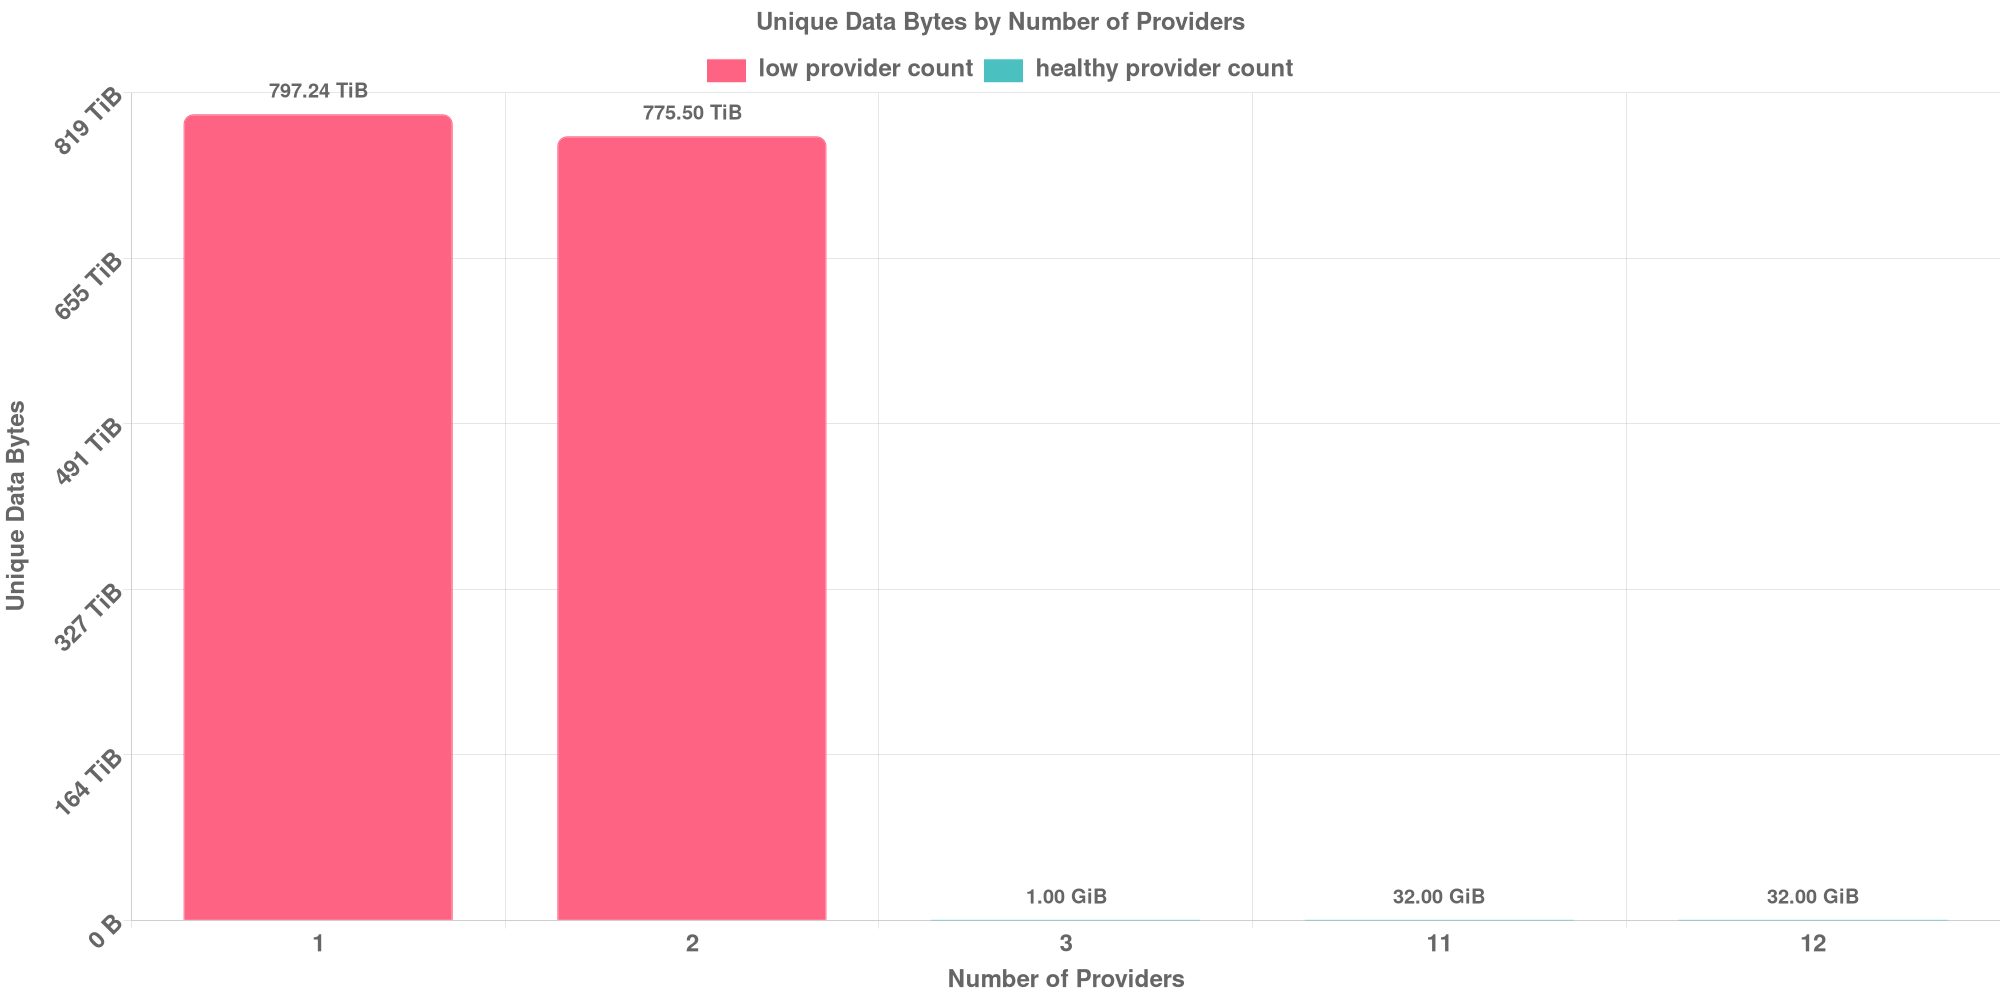 Unique Data Bytes by Number of Providers
low provider count
healthy provider count
797.24 TiB
775.50 TiB
1.00 GiB
32.00 GiB
32.00 GiB
819 TiB
655 TiB
491 TiB
327 TiB
164 TiB
0 B
Unique Data Bytes
1
2
3
11
12
Number of Providers